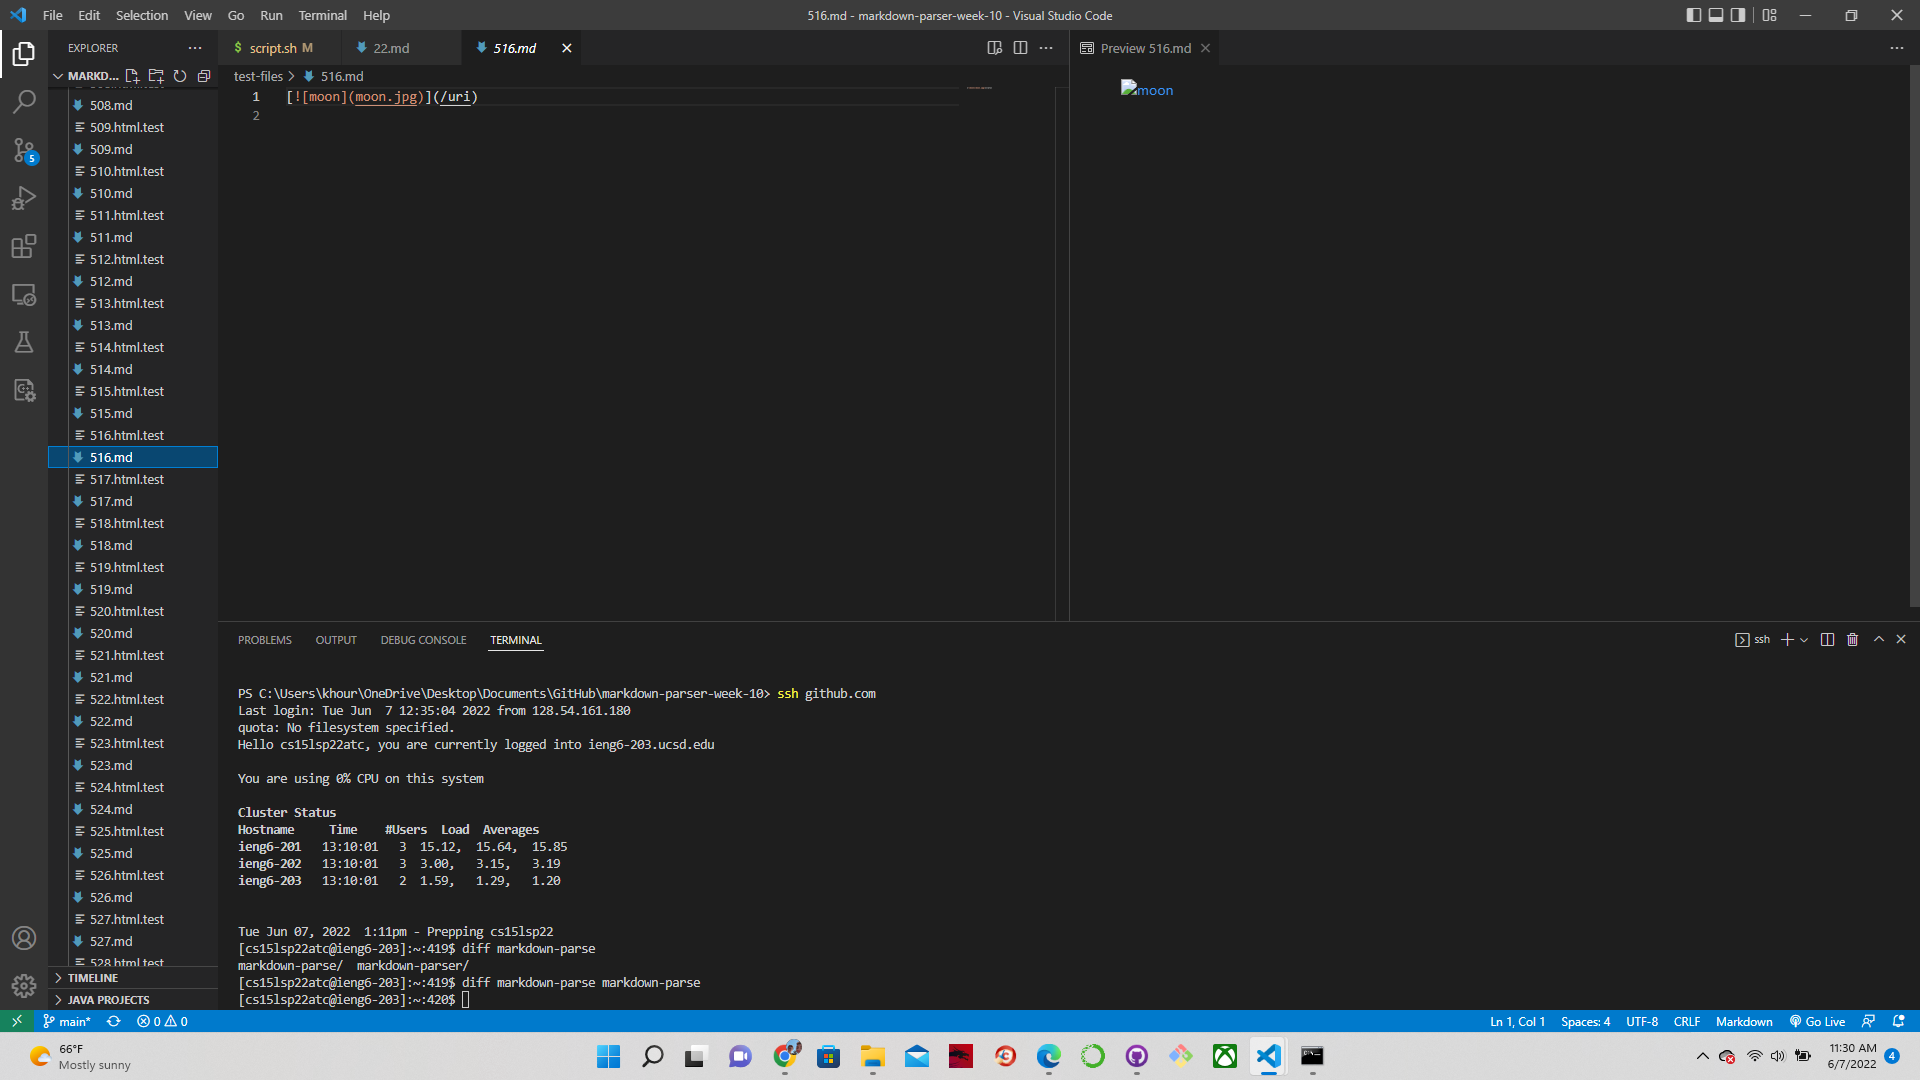 File Edit Selection View Go Run Terminal Help
516.md - markdown-parser-week-10 - Visual Studio Code
EXPLORER
MARKD...
508.md
509.html.test
509.md
510.html.test
510.md
511.html.test
511.md
512.html.test
512.md
513.html.test
513.md
514.html.test
514.md
515.html.test
515.md
516.html.test
516.md
517.html.test
517.md
518.html.test
518.md
519.html.test
519.md
520.html.test
520.md
521.html.test
521.md
522.html.test
522.md
523.html.test
523.md
524.html.test
524.md
525.html.test
525.md
526.html.test
526.md
527.html.test
527.md
528.html.test
TIMELINE
JAVA PROJECTS
$ script.sh M
22.md
516.md
test-files > 516.md
1 [![moon](moon.jpg)](/uri)
2
Preview 516.md
moon
PROBLEMS OUTPUT DEBUG CONSOLE TERMINAL
ssh
PS C:\Users\khour\OneDrive\Desktop\Documents\GitHub\markdown-parser-week-10> ssh github.com
Last login: Tue Jun  7 12:35:04 2022 from 128.54.161.180
quota: No filesystem specified.
Hello cs15lsp22atc, you are currently logged into ieng6-203.ucsd.edu
You are using 0% CPU on this system
Cluster Status
Hostname     Time    #Users  Load  Averages
ieng6-201   13:10:01   3  15.12,  15.64,  15.85
ieng6-202   13:10:01   3  3.00,   3.15,   3.19
ieng6-203   13:10:01   2  1.59,   1.29,   1.20
Tue Jun 07, 2022  1:11pm - Prepping cs15lsp22
[cs15lsp22atc@ieng6-203]:~:419$ diff markdown-parse
markdown-parse/  markdown-parser/
[cs15lsp22atc@ieng6-203]:~:419$ diff markdown-parse markdown-parse
[cs15lsp22atc@ieng6-203]:~:420$
5
main* 0 0
Ln 1, Col 1 Spaces: 4 UTF-8 CRLF Markdown Go Live
66°F
Mostly sunny
11:30 AM
6/7/2022
4